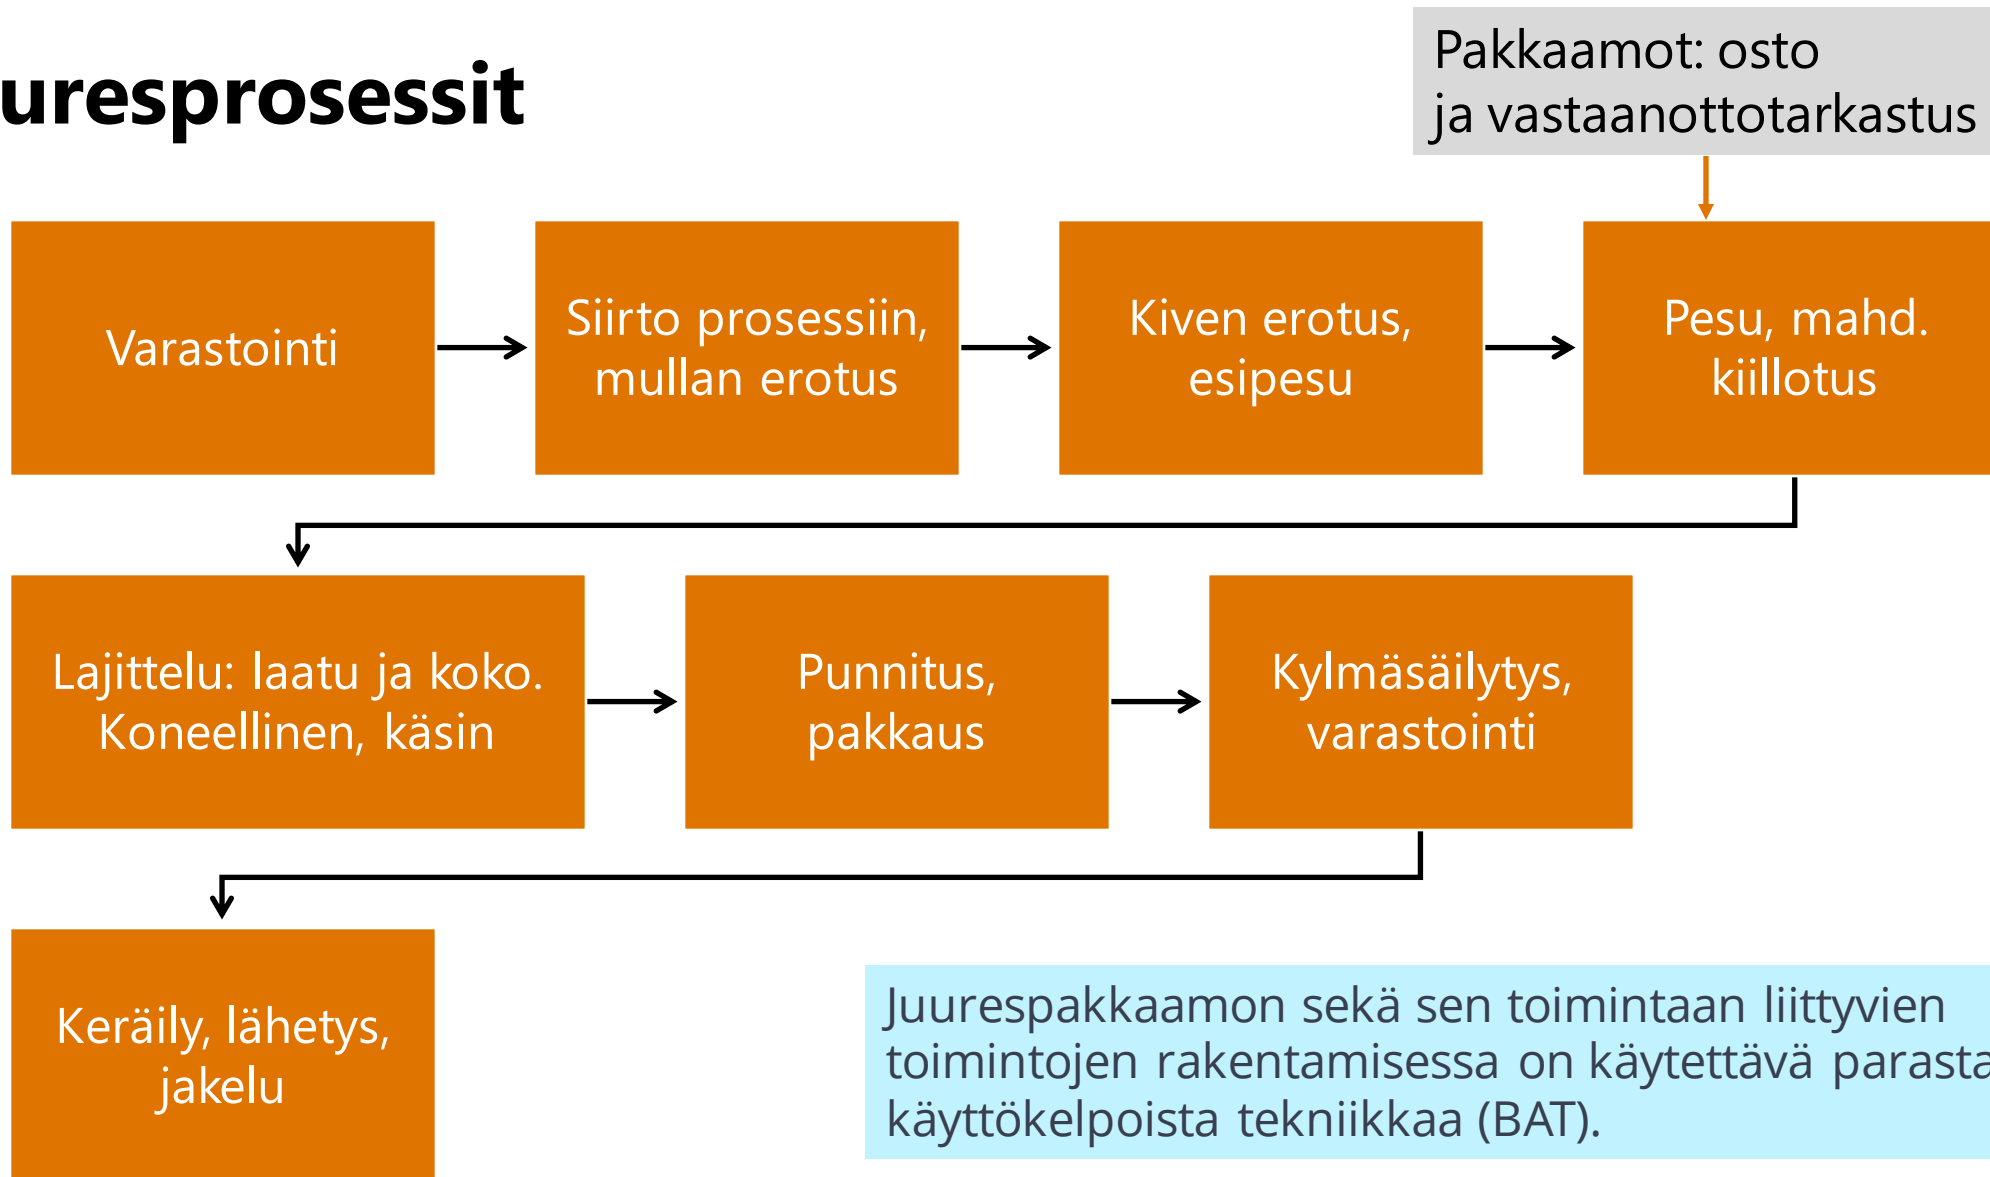 uresprosessit
Pakkaamot: osto
ja vastaanottotarkastus
Varastointi
Siirto prosessiin,
mullan erotus
Kiven erotus,
esipesu
Pesu, mahd.
kiillotus
Lajittelu: laatu ja koko.
Koneellinen, käsin
Punnitus,
pakkaus
Kylmäsäilytys,
varastointi
Keräily, lähetys,
jakelu
Juurespakkaamon sekä sen toimintaan liittyvien
toimintojen rakentamisessa on käytettävä parasta
käyttökelpoista tekniikkaa (BAT).